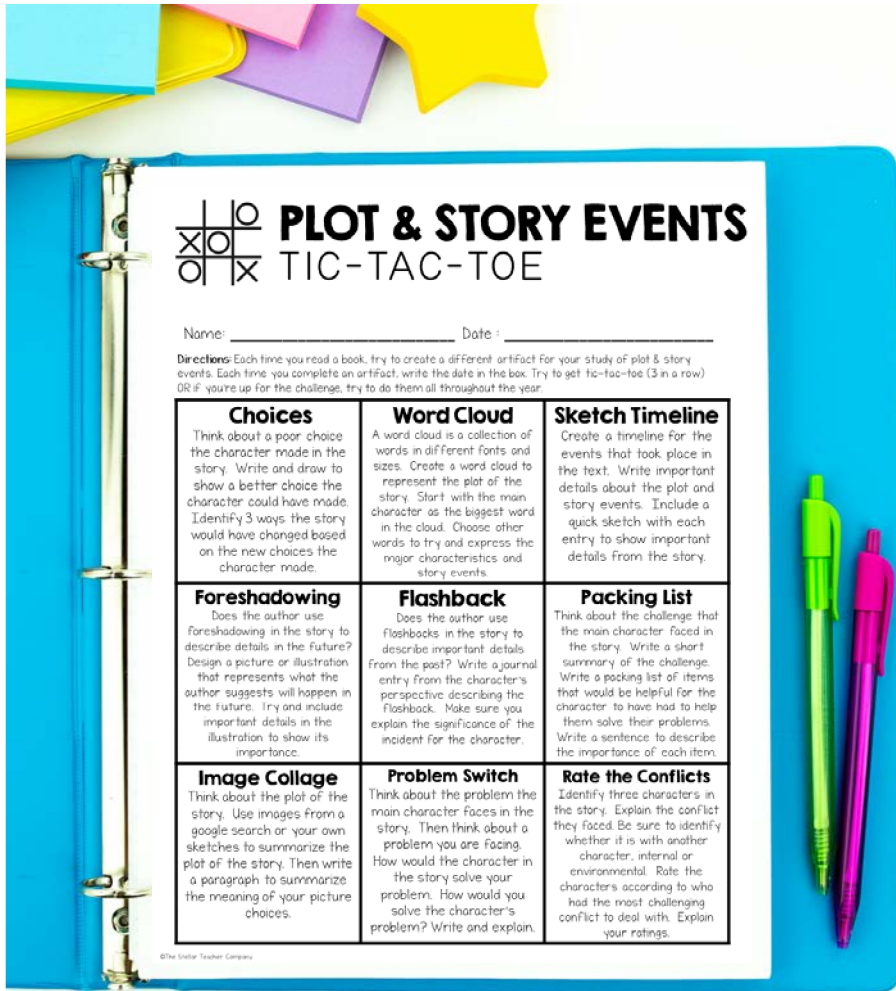 PLOT & STORY EVENTS
TIC-TAC-TOE
Name: Date :
Directions: Each time you read a book, try to create a different artifact for your study of plot & story
events. Each time you complete an artifact, write the date in the box. Try to get tic-tac-toe (3 in a row)
OR if you're up for the challenge, try to do them all throughout the year.
Choices
Think about a poor choice
the character made in the
story. Write and draw to
show a better choice the
character could have made.
Identify 3 ways the story
would have changed based
on the new choices the
character made.
Word Cloud
A word cloud is a collection of
words in different fonts and
sizes. Create a word cloud to
represent the plot of the
story. Start with the main
character as the biggest word
in the cloud. Choose other
words to try and express the
major characteristics and
story events.
Sketch Timeline
Create a timeline for the
events that took place in
the text. Write important
details about the plot and
story events. Include a
quick sketch with each
entry to show important
details from the story.
Foreshadowing
Does the author use
foreshadowing in the story to
describe details in the future?
Design a picture or illustration
that represents what the
author suggests will happen in
the future. Try and include
important details in the
illustration to show its
importance.
Flashback
Does the author use
flashbacks in the story to
describe important details
from the past? Write a journal
entry from the character's
perspective describing the
flashback. Make sure you
explain the significance of the
incident for the character.
Packing List
Think about the challenge that
the main character faced in
the story. Write a short
summary of the challenge.
Write a packing list of items
that would be helpful for the
character to have had to help
them solve their problems.
Write a sentence to describe
the importance of each item.
Image Collage
Think about the plot of the
story. Use images from a
google search or your own
sketches to summarize the
plot of the story. Then write
a paragraph to summarize
the meaning of your picture
choices.
Problem Switch
Think about the problem the
main character faces in the
story. Then think about a
problem you are facing.
How would the character in
the story solve your
problem. How would you
solve the character's
problem? Write and explain.
Rate the Conflicts
Identify three characters in
the story. Explain the conflict
they faced. Be sure to identify
whether it is with another
character, internal or
environmental. Rate the
characters according to who
had the most challenging
conflict to deal with. Explain
your ratings.
©The Stellar Teacher Company